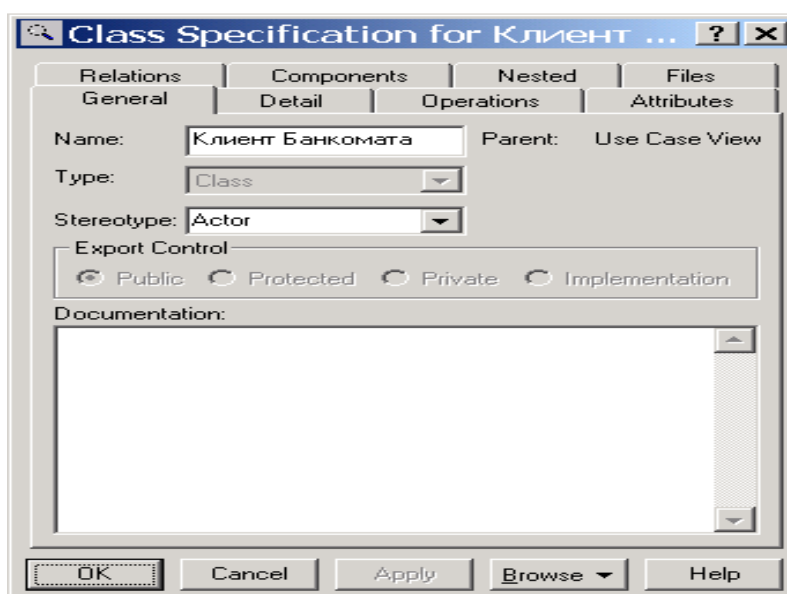 Class Specification for Клиент ...
Relations Components Nested Files
General Detail Operations Attributes
Name: Клиент Банкомата Parent: Use Case View
Type: Class
Stereotype: Actor
Export Control
Public Protected Private Implementation
Documentation:
OK Cancel Apply Browse Help